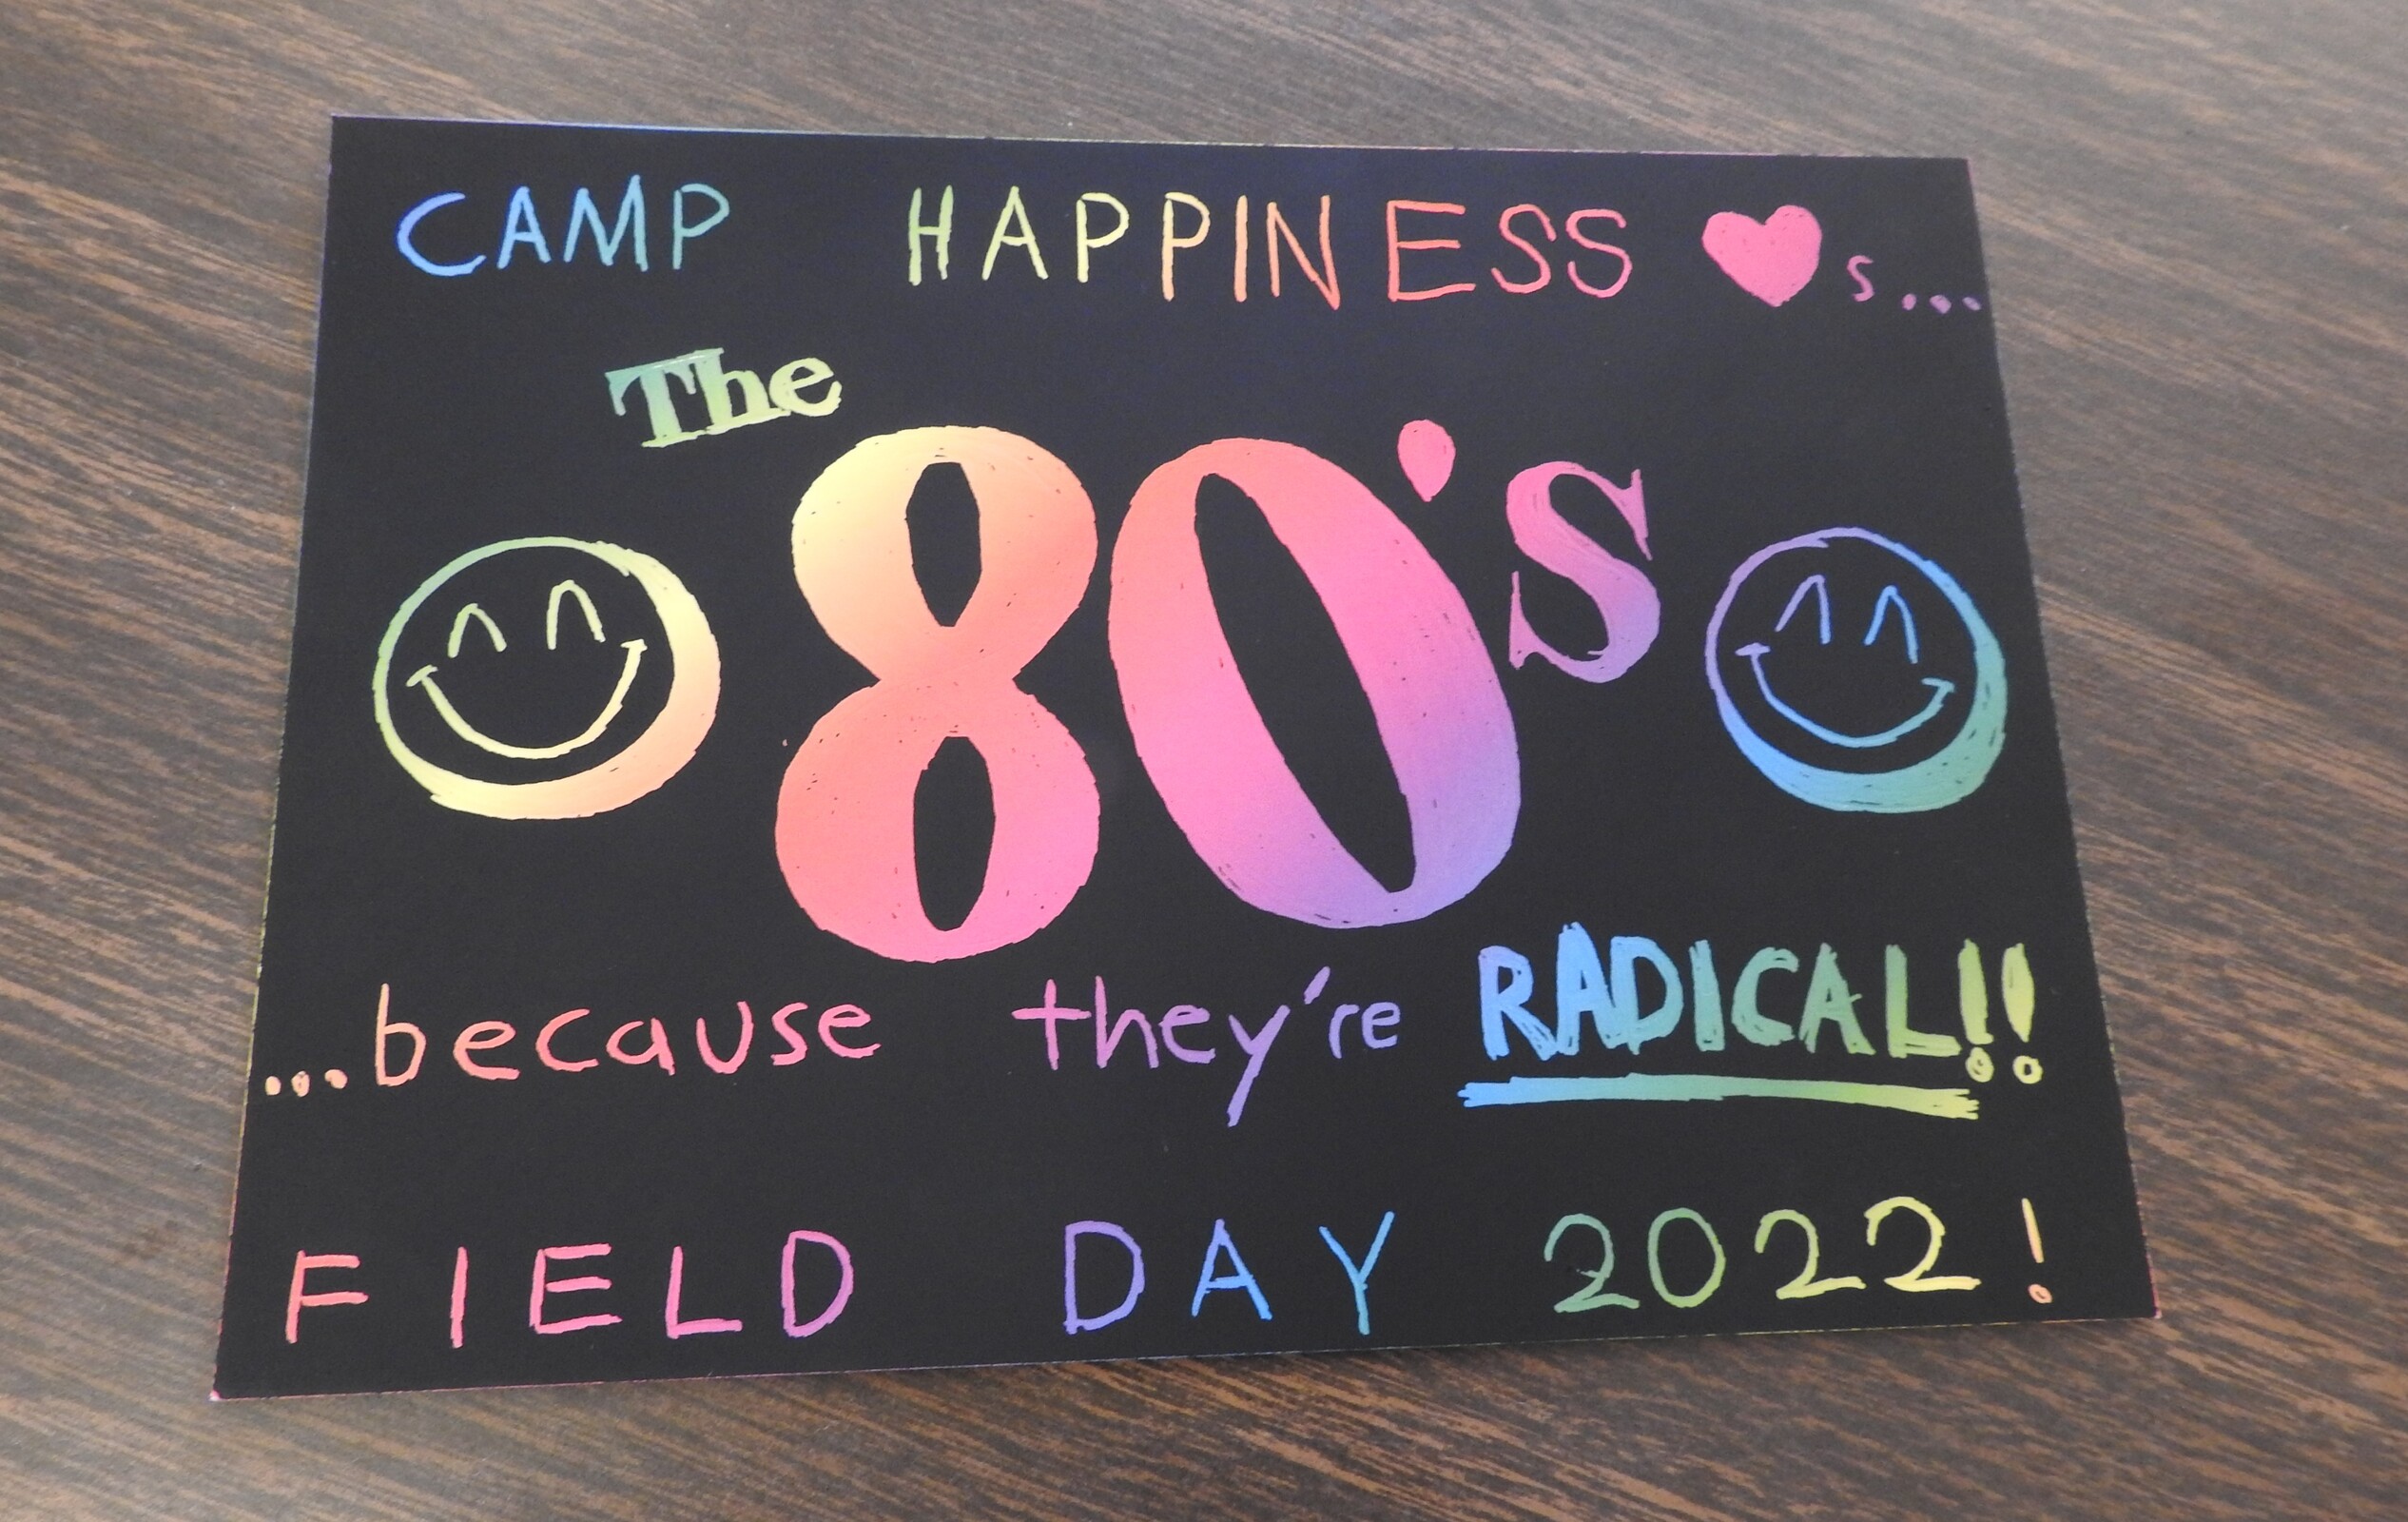 CAMP HAPPINESS ♥s...
The
80's
...because they're RADICAL!!
FIELD DAY 2022!